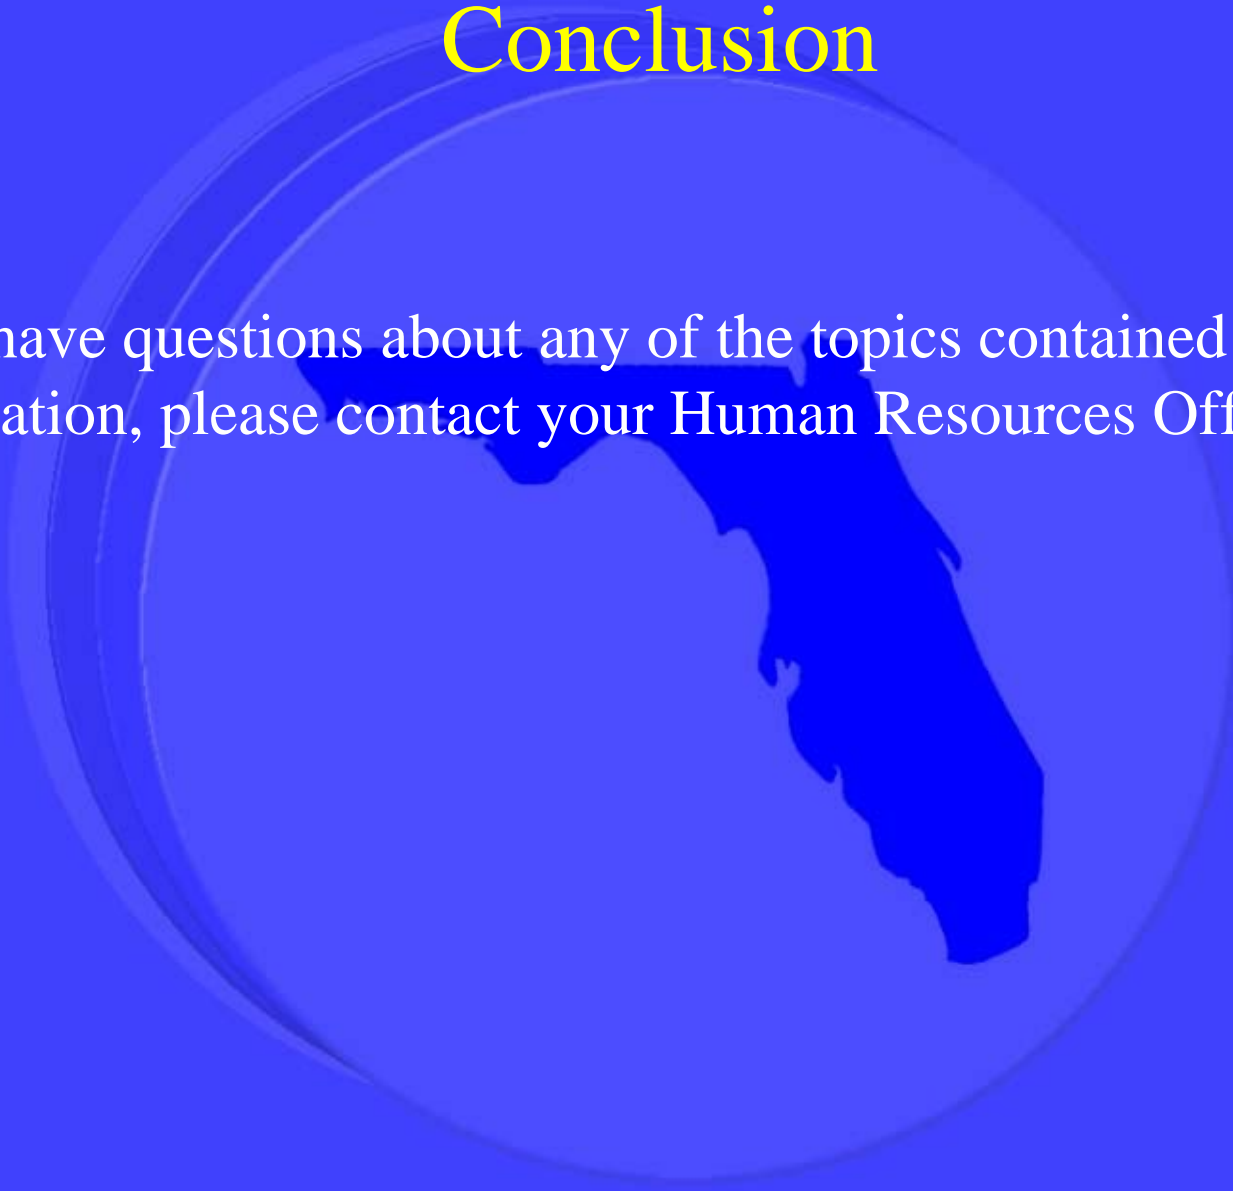 Conclusion
have questions about any of the topics contained
ation, please contact your Human Resources Off